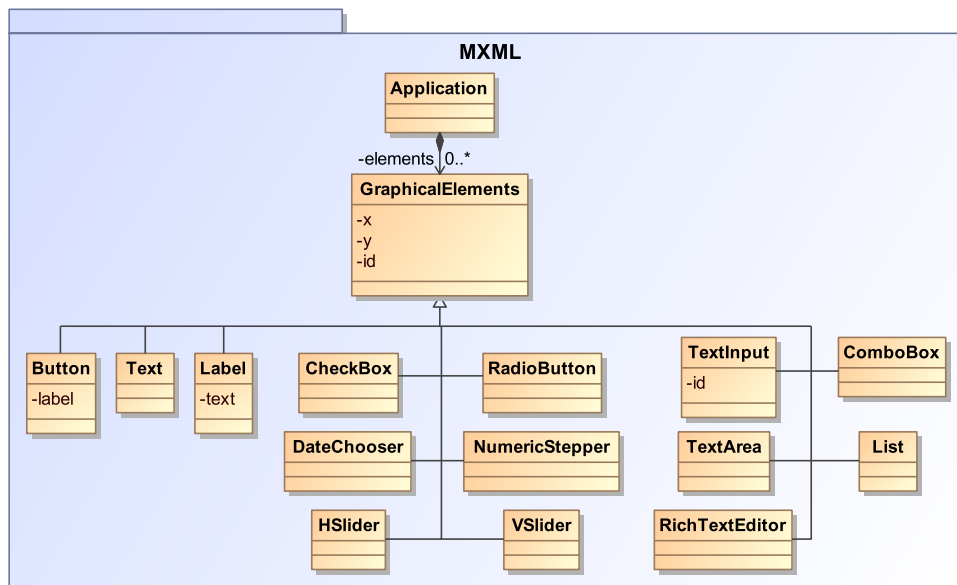 MXML
Application
-elements 0..*
GraphicalElements
-x
-y
-id
Button
-label
Text
Label
-text
CheckBox
RadioButton
TextInput
-id
ComboBox
DateChooser
NumericStepper
TextArea
List
HSlider
VSlider
RichTextEditor